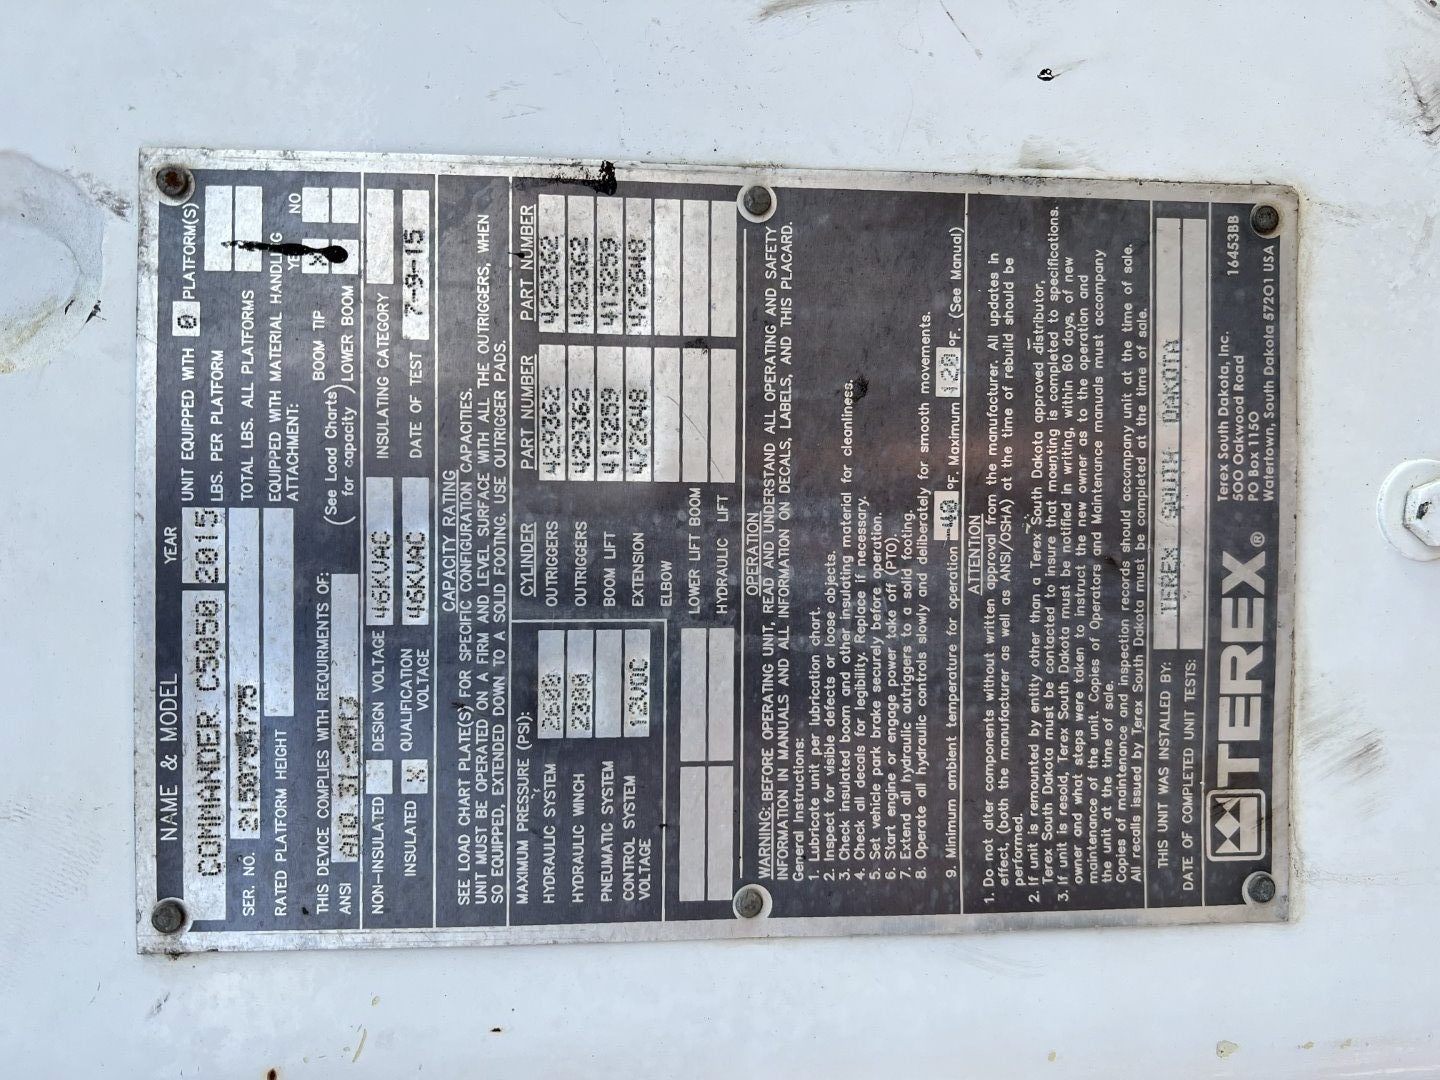 NAME & MODEL YEAR
COMMANDER C5050 2015 UNIT EQUIPPED WITH 0 PLATFORM(S)
LBS. PER PLATFORM
SER. NO. TOTAL LBS. ALL PLATFORMS
RATED PLATFORM HEIGHT EQUIPPED WITH MATERIAL HANDLING
ATTACHMENT: YES NO
THIS DEVICE COMPLIES WITH REQUIREMENTS OF: (See Load Charts) BOOM TIP X
ANSI (for capacity) LOWER BOOM
NON-INSULATED DESIGN VOLTAGE 46KVAC INSULATING CATEGORY
INSULATED X QUALIFICATION VOLTAGE 46KVAC DATE OF TEST 7-9-15
CAPACITY RATING
SEE LOAD CHART PLATE(S) FOR SPECIFIC CONFIGURATION CAPACITIES.
UNIT MUST BE OPERATED ON A FIRM AND LEVEL SURFACE WITH ALL THE OUTRIGGERS, WHEN
SO EQUIPPED, EXTENDED DOWN TO A SOLID FOOTING. USE OUTRIGGER PADS.
MAXIMUM PRESSURE (PSI): CYLINDER PART NUMBER PART NUMBER
HYDRAULIC SYSTEM OUTRIGGERS 429362 429362
HYDRAULIC WINCH 2300 OUTRIGGERS 429362 429362
PNEUMATIC SYSTEM BOOM LIFT 413259 413259
CONTROL SYSTEM VOLTAGE 12VDC EXTENSION 472648 472648
ELBOW
LOWER LIFT BOOM
HYDRAULIC LIFT
OPERATION
WARNING: BEFORE OPERATING UNIT, READ AND UNDERSTAND ALL OPERATING AND SAFETY
INFORMATION IN MANUALS AND ALL INFORMATION ON DECALS, LABELS, AND THIS PLACARD.
General Instructions:
1. Lubricate unit per lubrication chart.
2. Inspect for visible defects or loose objects.
3. Check insulated boom and other insulating material for cleanliness.
4. Check all decals for legibility. Replace if necessary.
5. Set vehicle park brake securely before operation.
6. Start engine or engage power take off (PTO).
7. Extend all hydraulic outriggers to a solid footing.
8. Operate all hydraulic controls slowly and deliberately for smooth movements.
9. Minimum ambient temperature for operation -40 °F. Maximum 120 °F. (See Manual)
ATTENTION
1. Do not alter components without written approval from the manufacturer. All updates in
effect, (both the manufacturer as well as ANSI/OSHA) at the time of rebuild should be
performed.
2. If unit is remounted by entity other than a Terex South Dakota approved distributor,
Terex South Dakota must be contacted to insure that mounting is completed to specifications.
3. If unit is resold, Terex South Dakota must be notified in writing, within 60 days, of new
owner and what steps were taken to instruct the new owner as to the operation and
maintenance of the unit. Copies of Operators and Maintenance manuals must accompany
the unit at the time of sale.
Copies of maintenance and inspection records should accompany unit at the time of sale.
All recalls issued by Terex South Dakota must be completed at the time of sale.
THIS UNIT WAS INSTALLED BY: TEREX SOUTH DAKOTA
DATE OF COMPLETED UNIT TESTS:
TEREX®
Terex South Dakota, Inc. 16453BB
500 Oakwood Road
PO Box 1150
Watertown, South Dakota 57201 USA